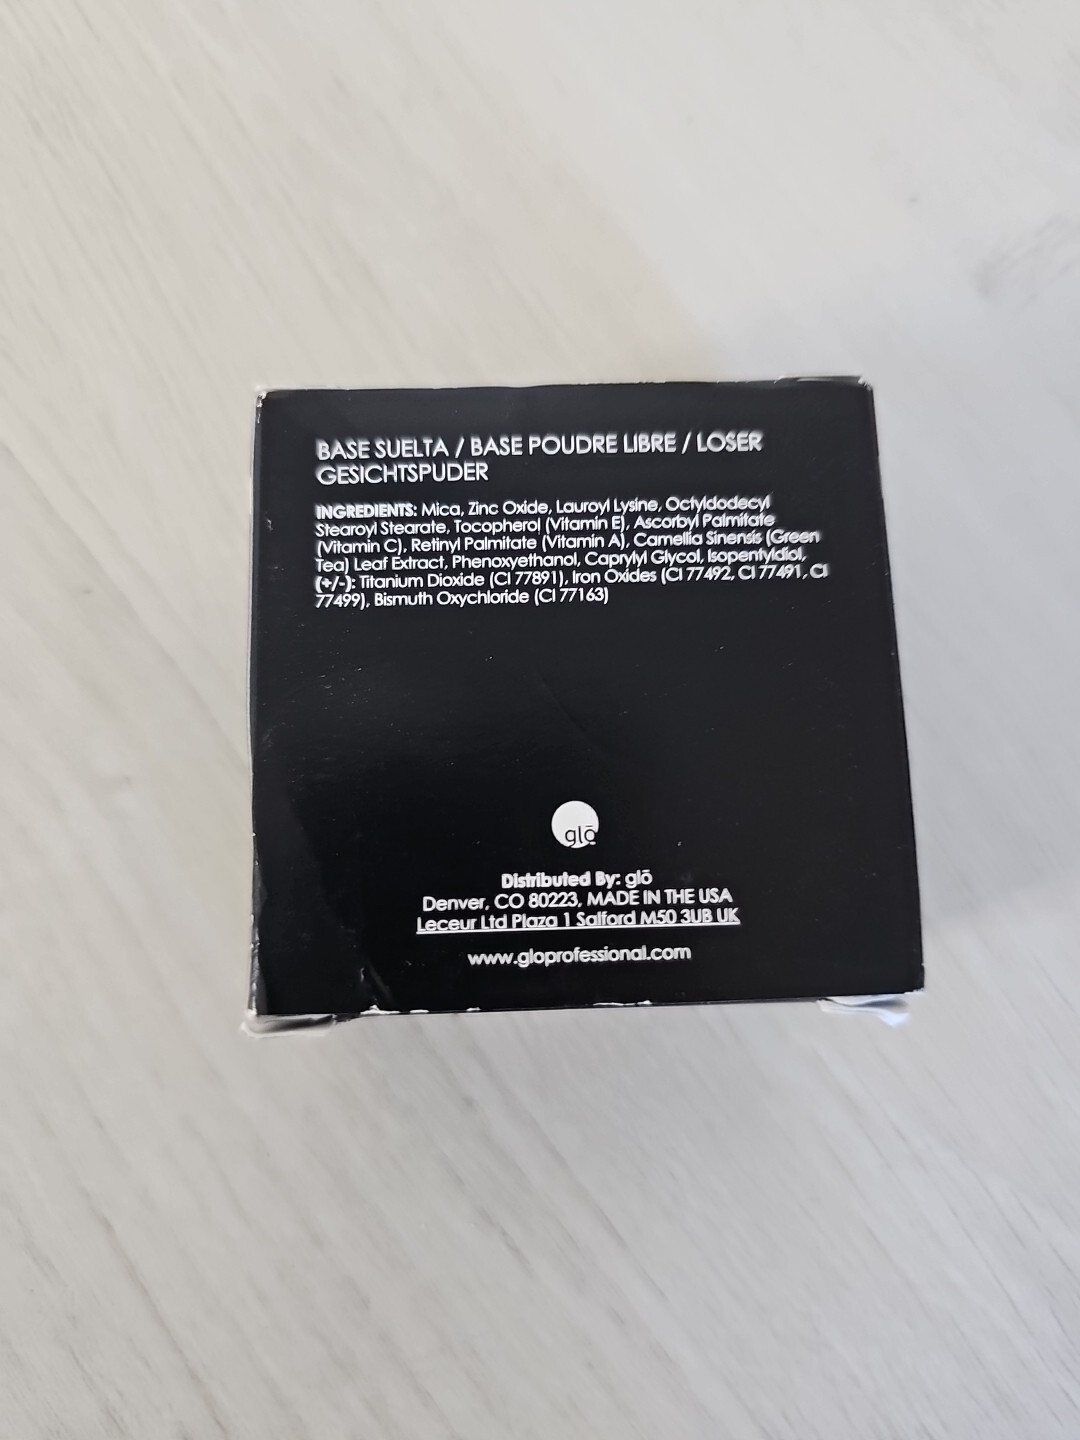 BASE SUELTA / BASE POUDRE LIBRE / LOSER
GESICHTSPUDER
INGREDIENTS: Mica, Zinc Oxide, Lauroyl Lysine, Octyldodecyl
Stearoyl Stearate, Tocopherol (Vitamin E), Ascorbyl Palmitate
(Vitamin C), Retinyl Palmitate (Vitamin A), Camellia Sinensis (Green
Tea) Leaf Extract, Phenoxyethanol, Caprylyl Glycol, Isopentyldiol,
(+/-): Titanium Dioxide (CI 77891), Iron Oxides (CI 77492, CI 77491, CI
77499), Bismuth Oxychloride (CI 77163)
glō
Distributed By: glō
Denver, CO 80223, MADE IN THE USA
Leceur Ltd Plaza 1 Salford M50 3UB UK
www.gloprofessional.com